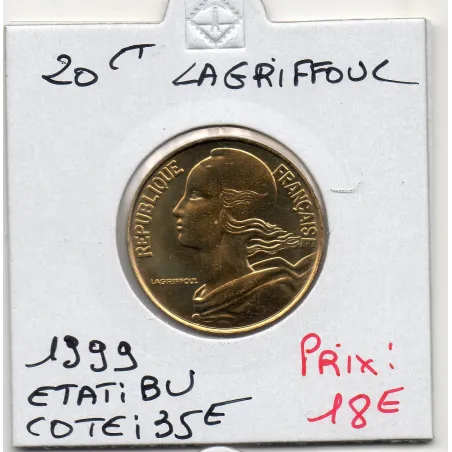 20 CT LAGRIFFOUL
REPUBLIQUE FRANÇAISE
LAGRIFFOUL
1999
ETAT: BU
COTE: 35E
PRIX:
18E